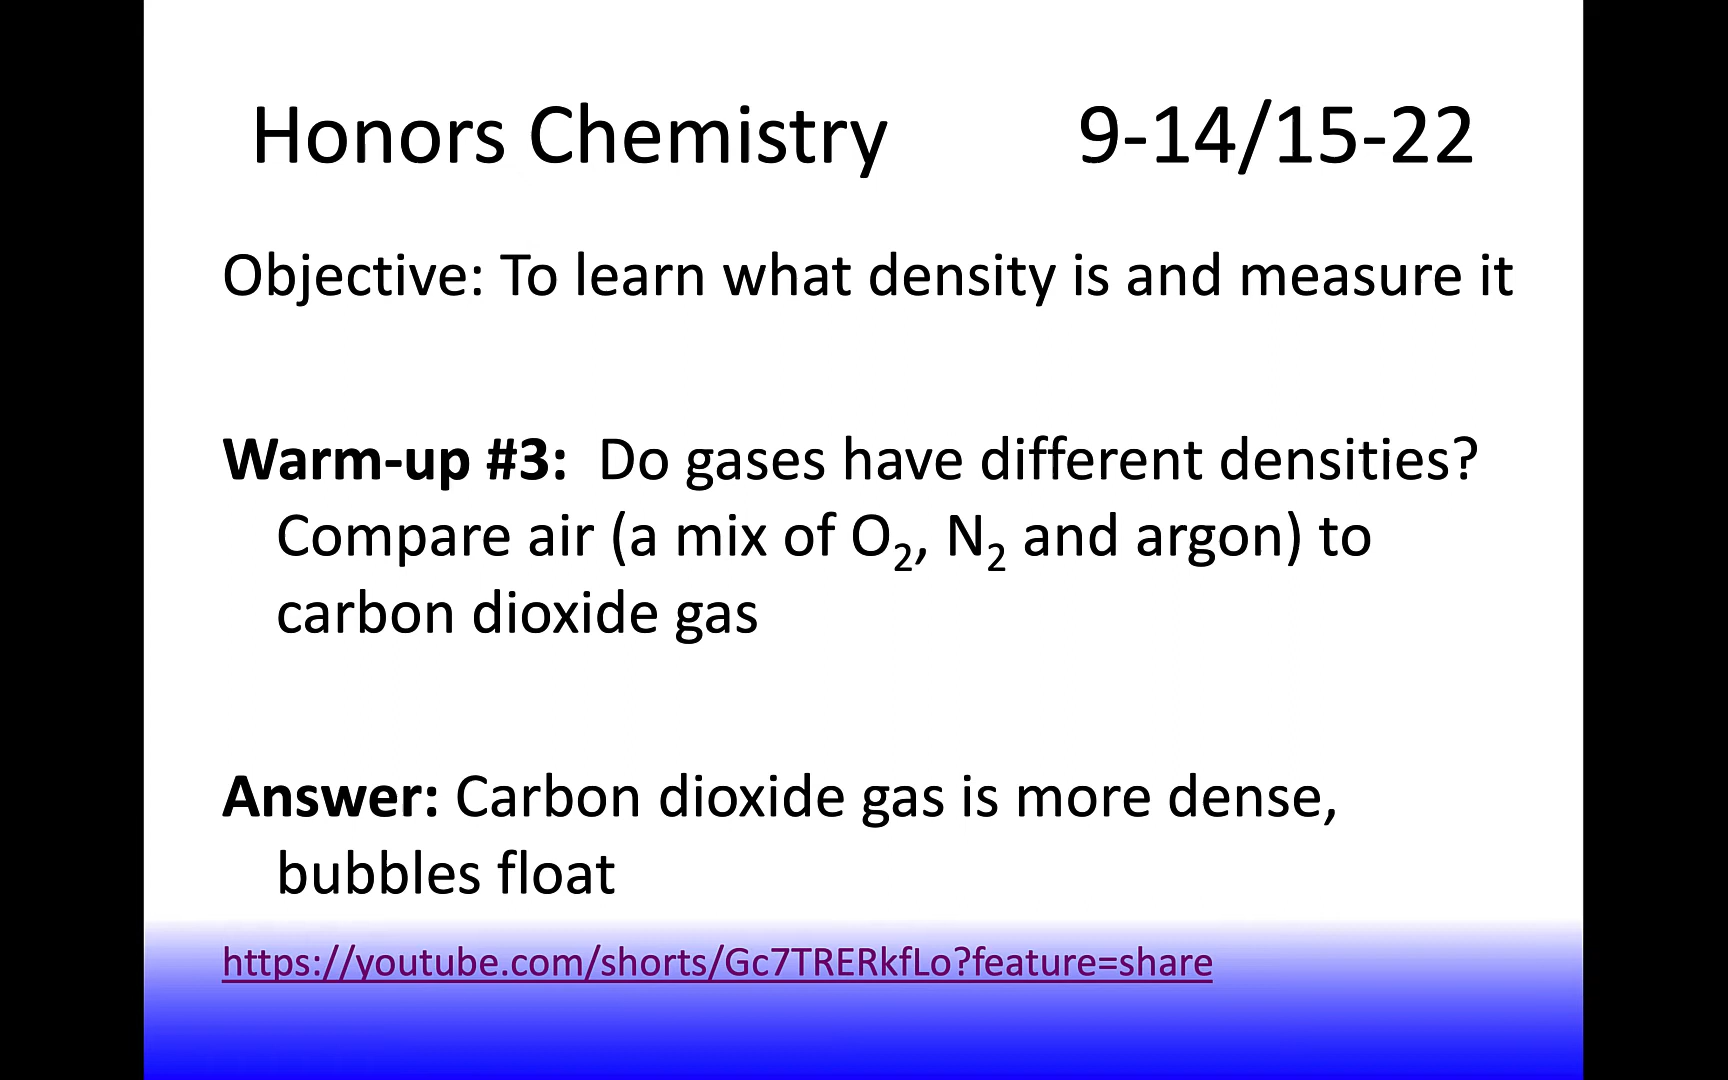 Honors Chemistry 9-14/15-22
Objective: To learn what density is and measure it
Warm-up #3: Do gases have different densities?
Compare air (a mix of O₂, N₂ and argon) to
carbon dioxide gas
Answer: Carbon dioxide gas is more dense,
bubbles float
https://youtube.com/shorts/Gc7TRERkfLo?feature=share